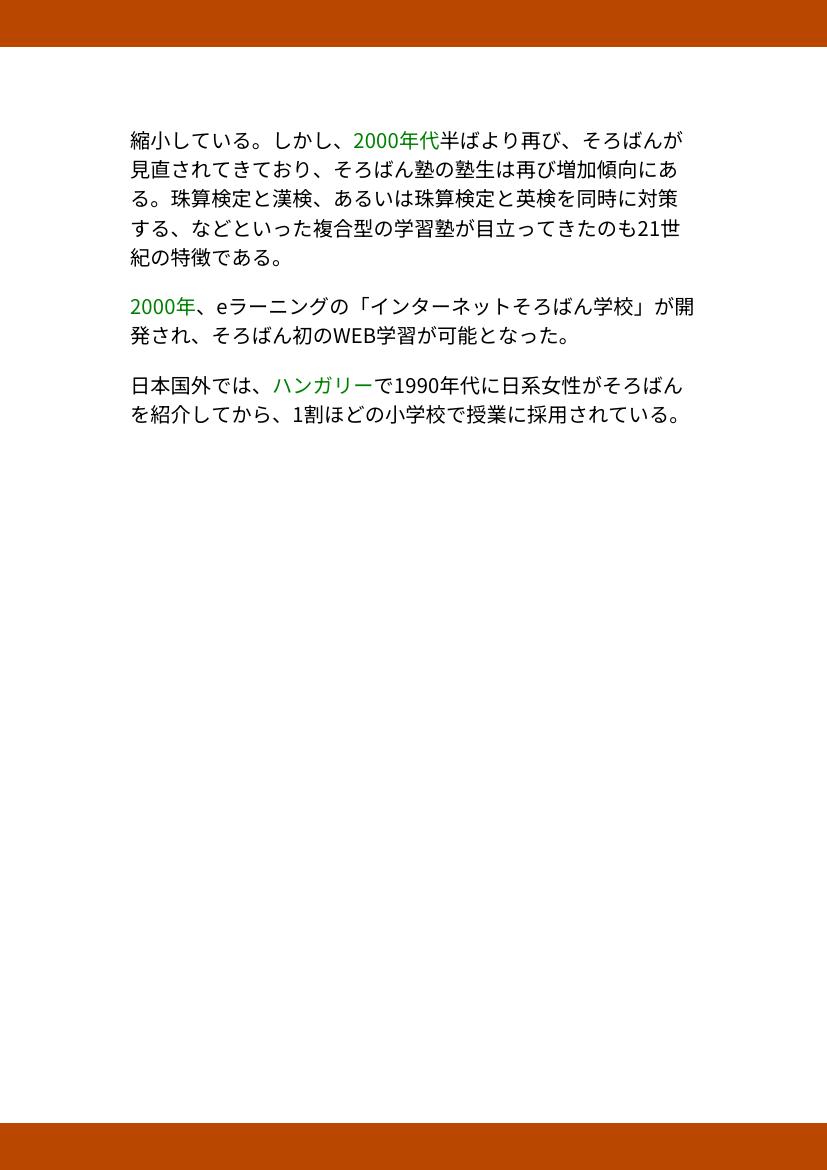 縮小している。しかし、2000年代半ばより再び、そろばんが
見直されてきており、そろばん塾の塾生は再び増加傾向にあ
る。珠算検定と漢検、あるいは珠算検定と英検を同時に対策
する、などといった複合型の学習塾が目立ってきたのも21世
紀の特徴である。
2000年、eラーニングの「インターネットそろばん学校」が開
発され、そろばん初のWEB学習が可能となった。
日本国外では、ハンガリーで1990年代に日系女性がそろばん
を紹介してから、1割ほどの小学校で授業に採用されている。